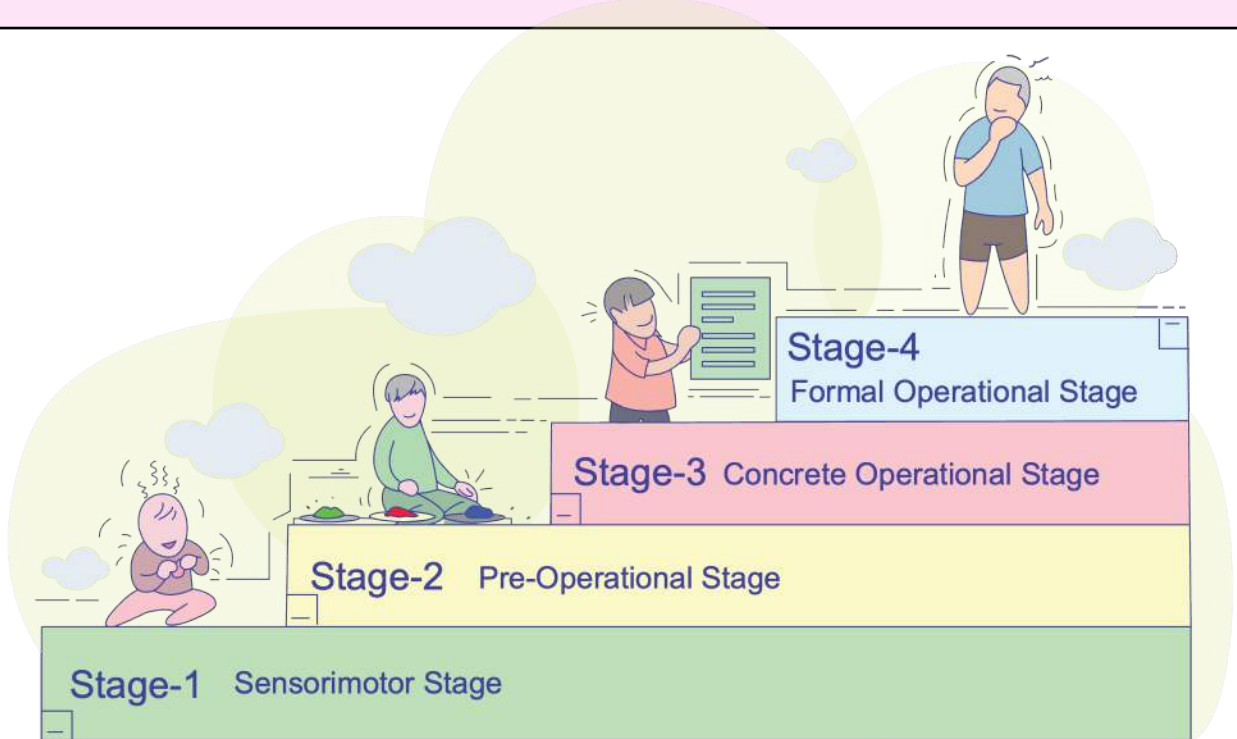 Stage-4
Formal Operational Stage
Stage-3 Concrete Operational Stage
Stage-2 Pre-Operational Stage
Stage-1 Sensorimotor Stage